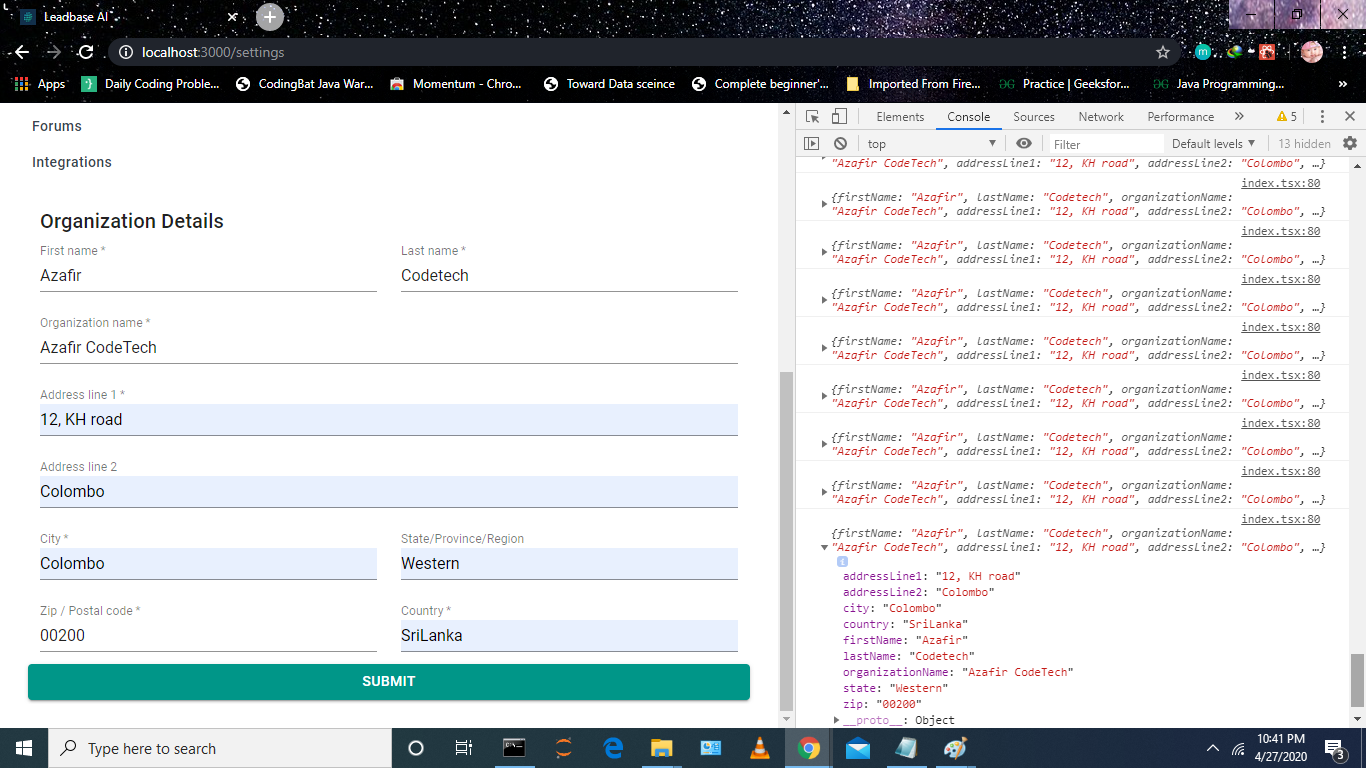 Leadbase AI
localhost:3000/settings
Apps
Daily Coding Proble...
CodingBat Java War...
Momentum - Chro...
Toward Data sceince
Complete beginner'...
Imported From Fire...
Practice | Geeksfor...
Java Programming...
»
Forums
Integrations
Organization Details
First name *
Last name *
Azafir
Codetech
Organization name *
Azafir CodeTech
Address line 1 *
12, KH road
Address line 2
Colombo
City *
State/Province/Region
Colombo
Western
Zip / Postal code *
Country *
00200
SriLanka
SUBMIT
Elements Console Sources Network Performance » 5
top Filter Default levels 13 hidden
"Azafir CodeTech", addressLine1: "12, KH road", addressLine2: "Colombo", …}
index.tsx:80
{firstName: "Azafir", lastName: "Codetech", organizationName:
"Azafir CodeTech", addressLine1: "12, KH road", addressLine2: "Colombo", …}
index.tsx:80
{firstName: "Azafir", lastName: "Codetech", organizationName:
"Azafir CodeTech", addressLine1: "12, KH road", addressLine2: "Colombo", …}
index.tsx:80
{firstName: "Azafir", lastName: "Codetech", organizationName:
"Azafir CodeTech", addressLine1: "12, KH road", addressLine2: "Colombo", …}
index.tsx:80
{firstName: "Azafir", lastName: "Codetech", organizationName:
"Azafir CodeTech", addressLine1: "12, KH road", addressLine2: "Colombo", …}
index.tsx:80
{firstName: "Azafir", lastName: "Codetech", organizationName:
"Azafir CodeTech", addressLine1: "12, KH road", addressLine2: "Colombo", …}
index.tsx:80
{firstName: "Azafir", lastName: "Codetech", organizationName:
"Azafir CodeTech", addressLine1: "12, KH road", addressLine2: "Colombo", …}
index.tsx:80
{firstName: "Azafir", lastName: "Codetech", organizationName:
"Azafir CodeTech", addressLine1: "12, KH road", addressLine2: "Colombo", …}
index.tsx:80
{firstName: "Azafir", lastName: "Codetech", organizationName:
"Azafir CodeTech", addressLine1: "12, KH road", addressLine2: "Colombo", …}
addressLine1: "12, KH road"
addressLine2: "Colombo"
city: "Colombo"
country: "SriLanka"
firstName: "Azafir"
lastName: "Codetech"
organizationName: "Azafir CodeTech"
state: "Western"
zip: "00200"
__proto__: Object
Type here to search
10:41 PM
4/27/2020
3